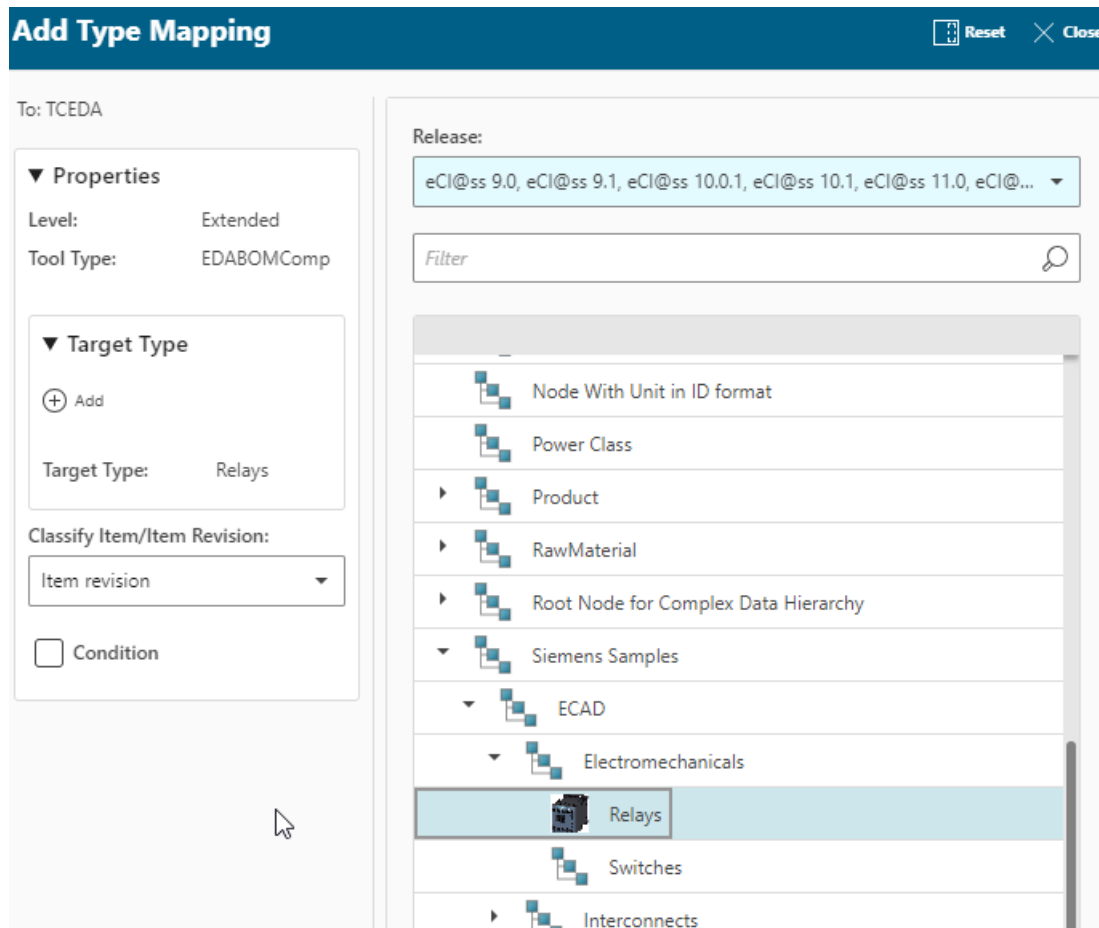 Add Type Mapping
Reset
Close
To: TCEDA
Properties
Level: Extended
Tool Type: EDABOMComp
Target Type
Add
Target Type: Relays
Classify Item/Item Revision:
Item revision
Condition
Release:
eCl@ss 9.0, eCl@ss 9.1, eCl@ss 10.0.1, eCl@ss 10.1, eCl@ss 11.0, eCl@...
Filter
Node With Unit in ID format
Power Class
Product
RawMaterial
Root Node for Complex Data Hierarchy
Siemens Samples
ECAD
Electromechanicals
Relays
Switches
Interconnects